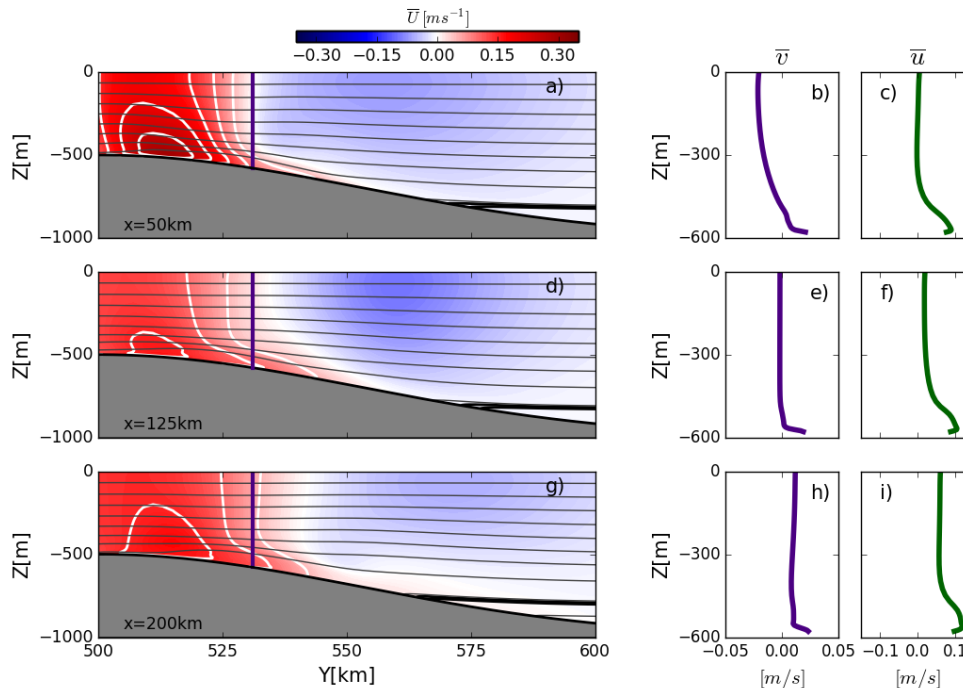 U̅ [ms⁻¹]
−0.30 −0.15 0.00 0.15 0.30
v̅ u̅
0
−500
−1000
Z[m]
a)
x=50km
0
−300
−600
Z[m]
b)
c)
0
−500
−1000
Z[m]
d)
x=125km
0
−300
−600
Z[m]
e)
f)
0
−500
−1000
Z[m]
g)
x=200km
500 525 550 575 600
Y[km]
0
−300
−600
Z[m]
h)
i)
−0.05 0.00 0.05
[m/s]
−0.1 0.0 0.1
[m/s]